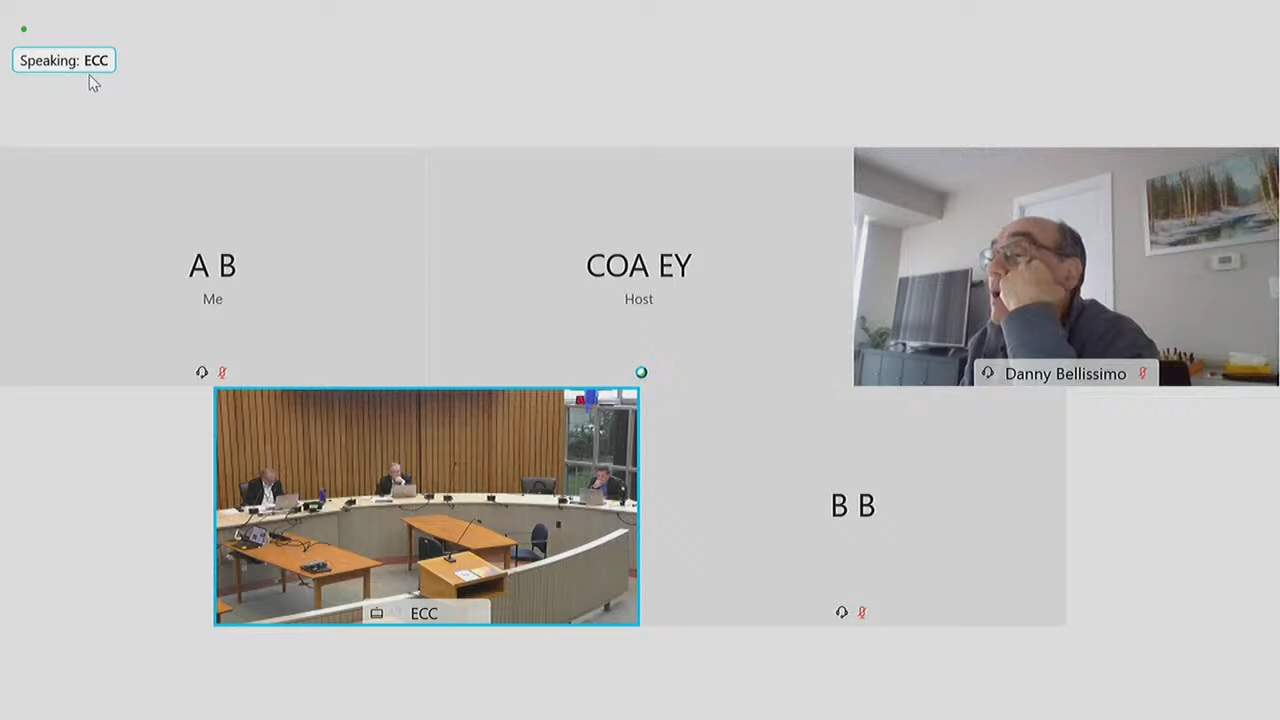 Speaking: ECC
A B
Me
COA EY
Host
Danny Bellissimo
ECC
B B